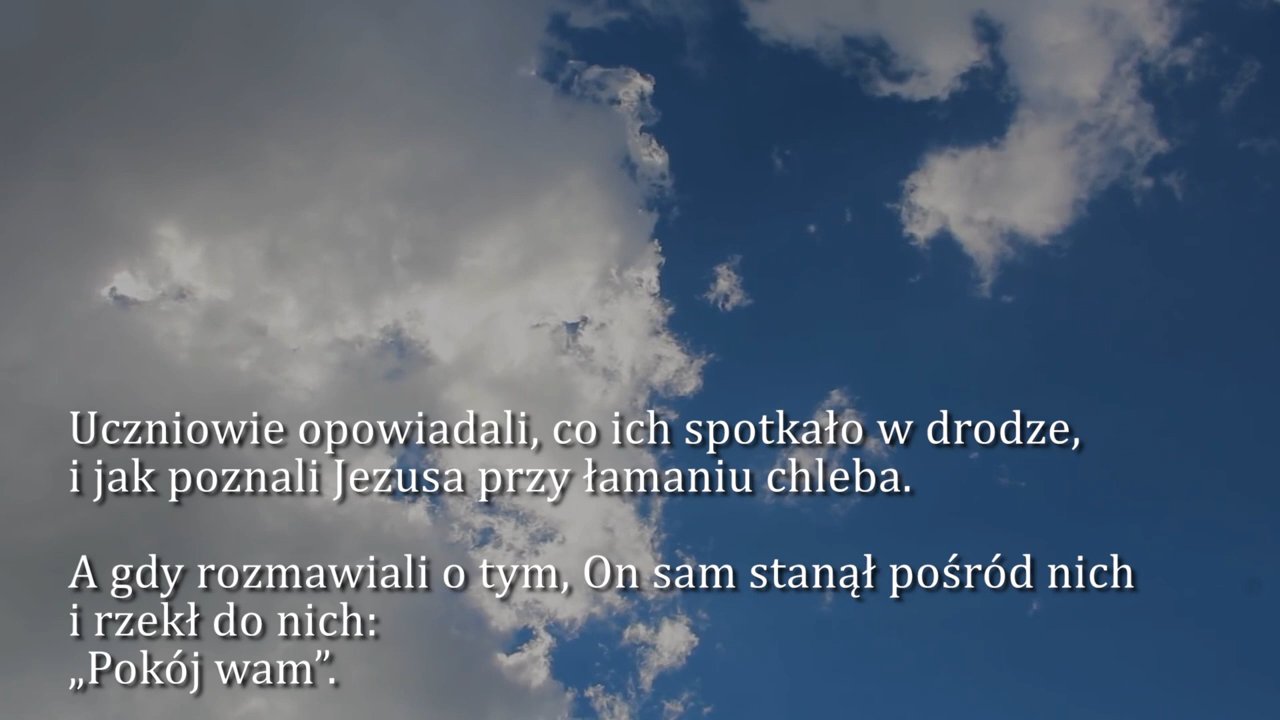 Uczniowie opowiadali, co ich spotkało w drodze,
i jak poznali Jezusa przy łamaniu chleba.
A gdy rozmawiali o tym, On sam stanął pośród nich
i rzekł do nich:
„Pokój wam”.